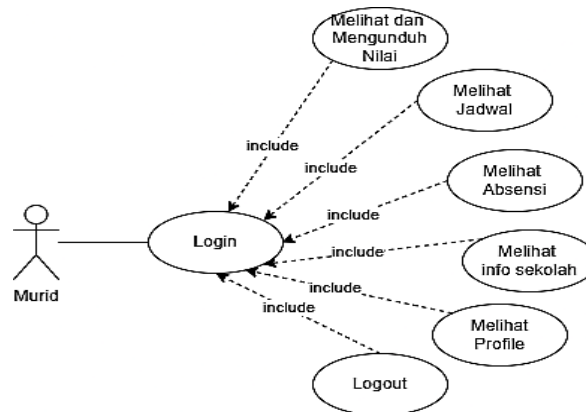 Melihat dan
Mengunduh
Nilai
Melihat
Jadwal
include
include
Melihat
Absensi
include
Login
include
Melihat
info sekolah
Murid
include
include
Melihat
Profile
Logout